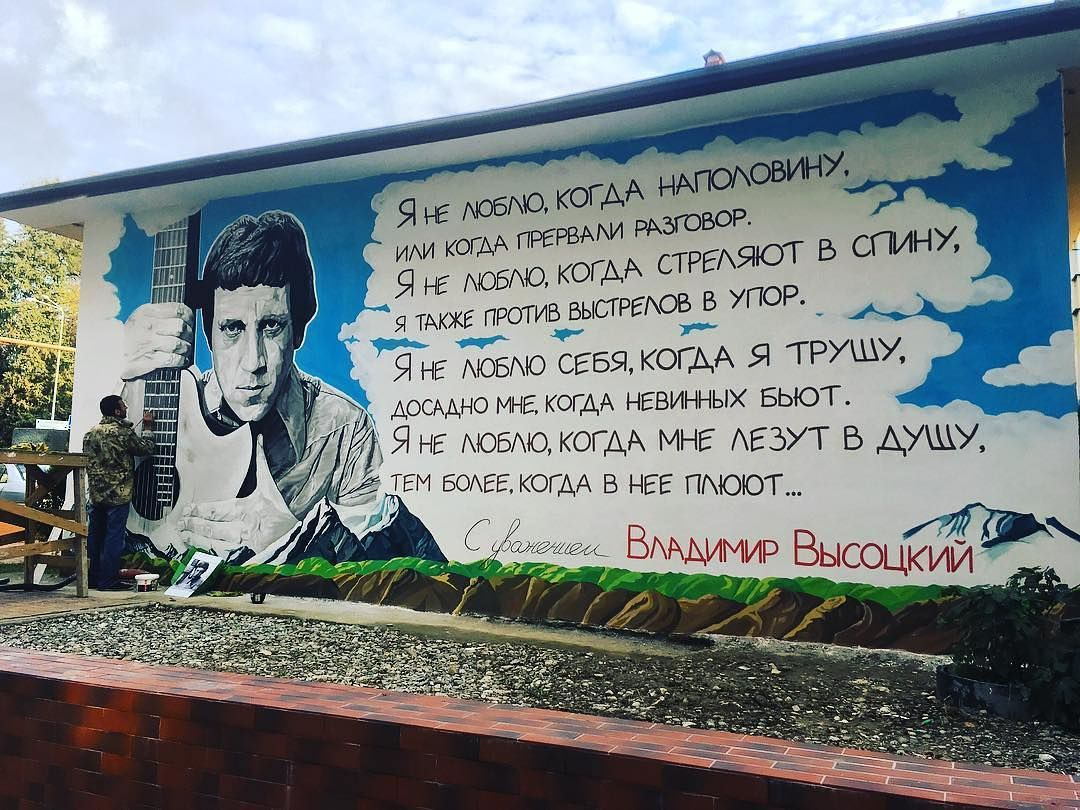 Я не люблю, когда наполовину,
или когда прервали разговор.
Я не люблю, когда стреляют в спину,
я также против выстрелов в упор.
Я не люблю себя, когда я трушу,
досадно мне, когда невинных бьют.
Я не люблю, когда мне лезут в душу,
тем более, когда в нее плюют...
С уважением Владимир Высоцкий